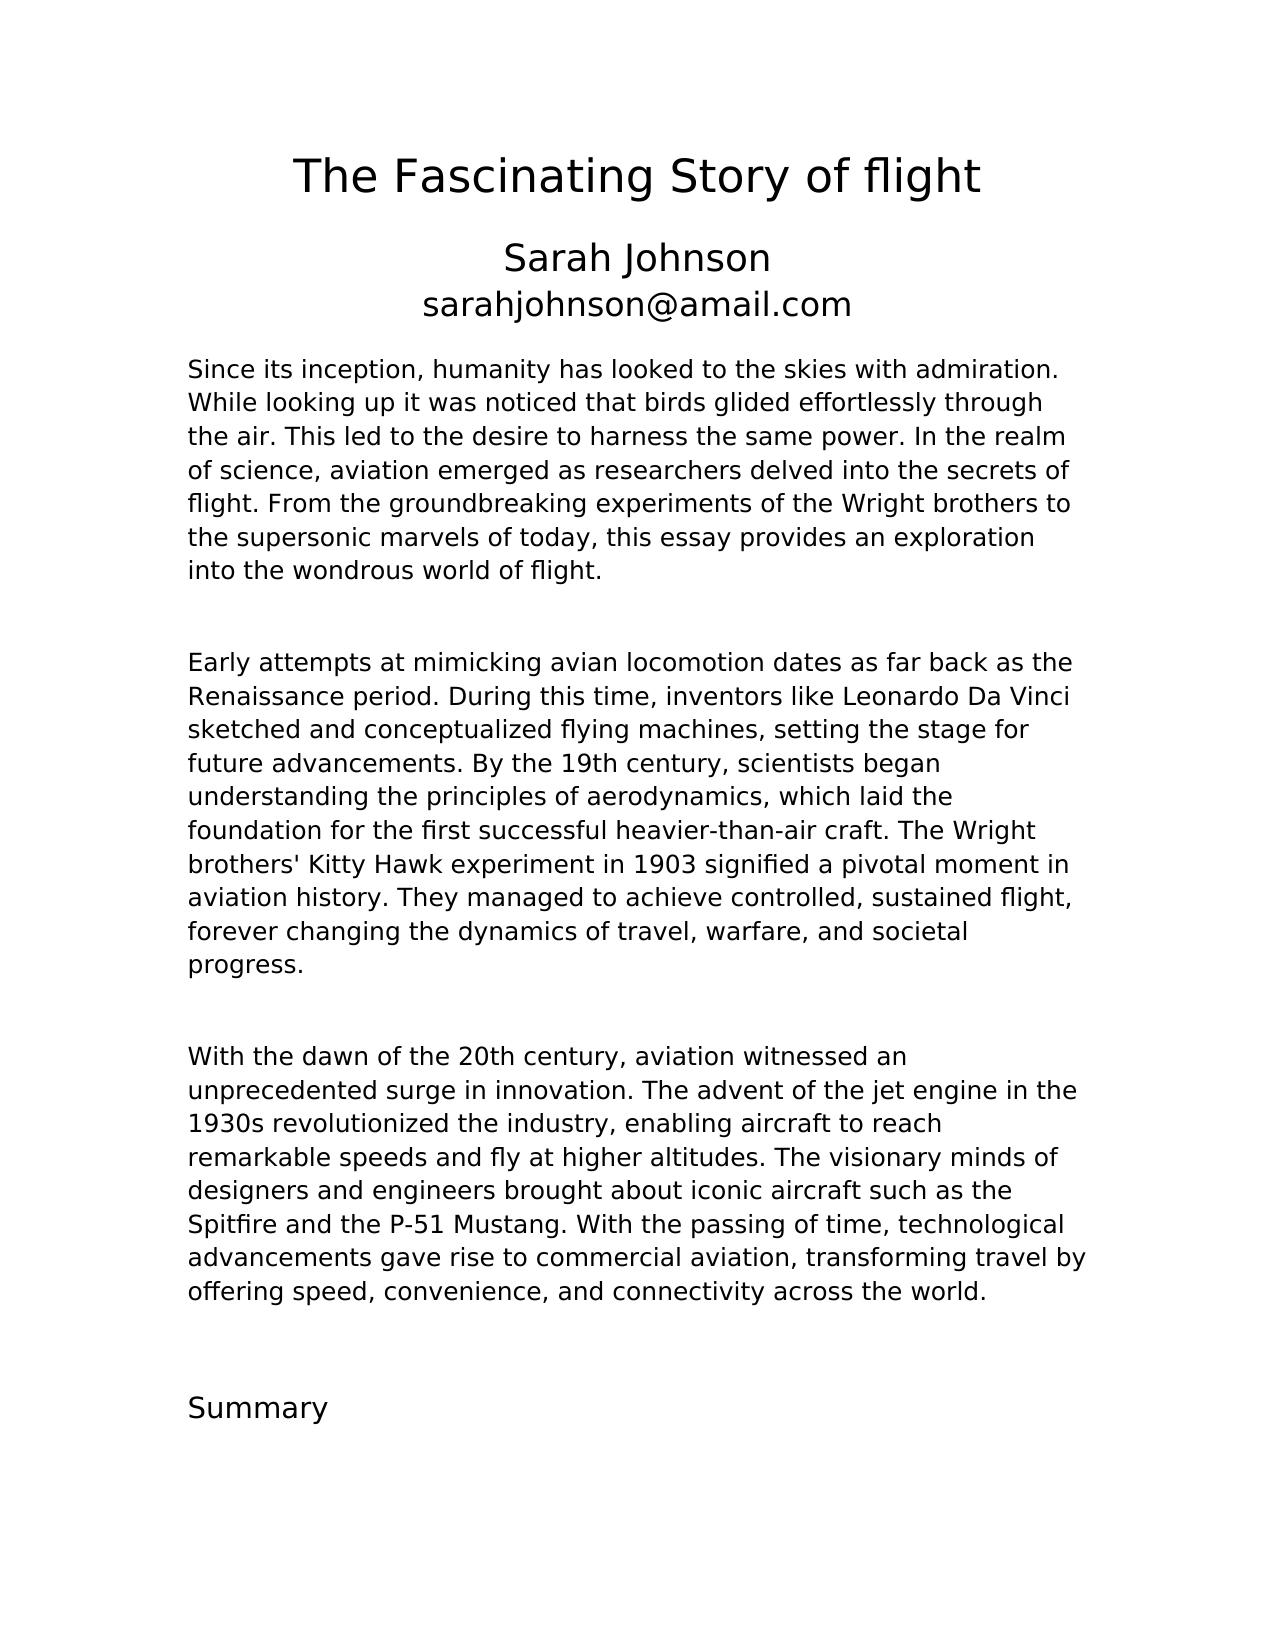 The Fascinating Story of flight
Sarah Johnson
sarahjohnson@amail.com
Since its inception, humanity has looked to the skies with admiration.
While looking up it was noticed that birds glided effortlessly through
the air. This led to the desire to harness the same power. In the realm
of science, aviation emerged as researchers delved into the secrets of
flight. From the groundbreaking experiments of the Wright brothers to
the supersonic marvels of today, this essay provides an exploration
into the wondrous world of flight.
Early attempts at mimicking avian locomotion dates as far back as the
Renaissance period. During this time, inventors like Leonardo Da Vinci
sketched and conceptualized flying machines, setting the stage for
future advancements. By the 19th century, scientists began
understanding the principles of aerodynamics, which laid the
foundation for the first successful heavier-than-air craft. The Wright
brothers' Kitty Hawk experiment in 1903 signified a pivotal moment in
aviation history. They managed to achieve controlled, sustained flight,
forever changing the dynamics of travel, warfare, and societal
progress.
With the dawn of the 20th century, aviation witnessed an
unprecedented surge in innovation. The advent of the jet engine in the
1930s revolutionized the industry, enabling aircraft to reach
remarkable speeds and fly at higher altitudes. The visionary minds of
designers and engineers brought about iconic aircraft such as the
Spitfire and the P-51 Mustang. With the passing of time, technological
advancements gave rise to commercial aviation, transforming travel by
offering speed, convenience, and connectivity across the world.
Summary